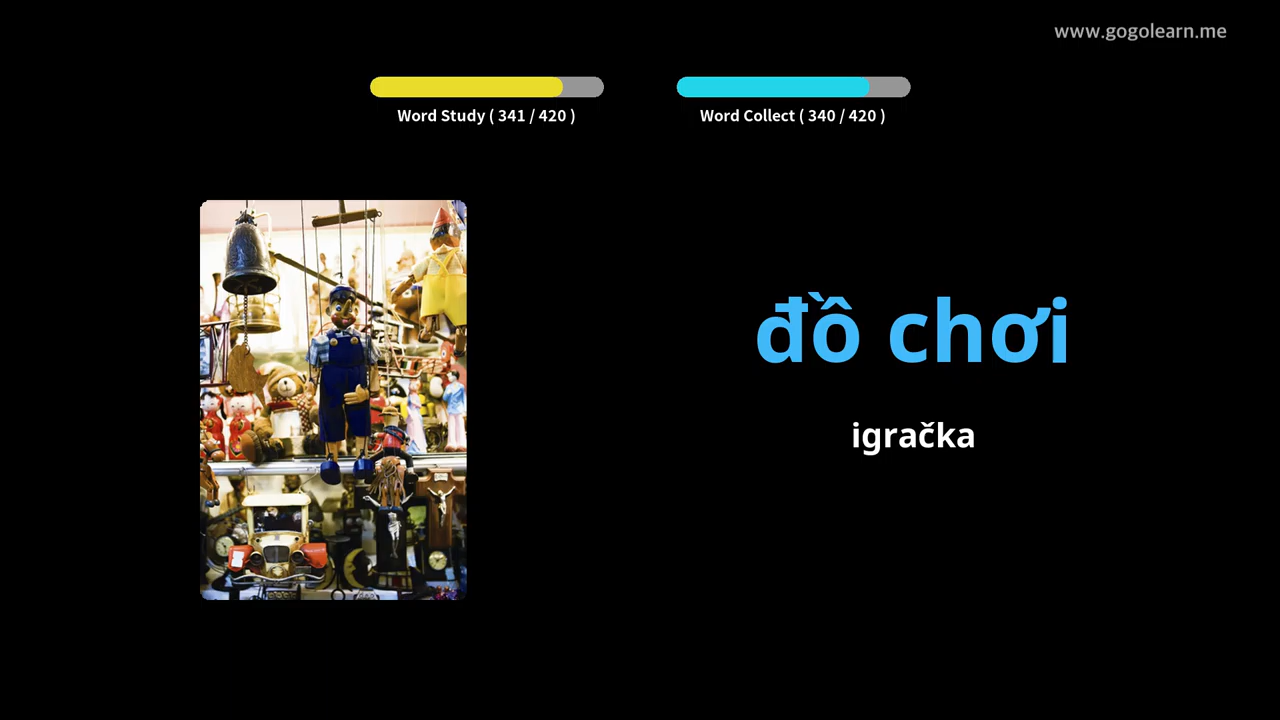 www.gogolearn.me
Word Study ( 341 / 420 )
Word Collect ( 340 / 420 )
đồ chơi
igračka